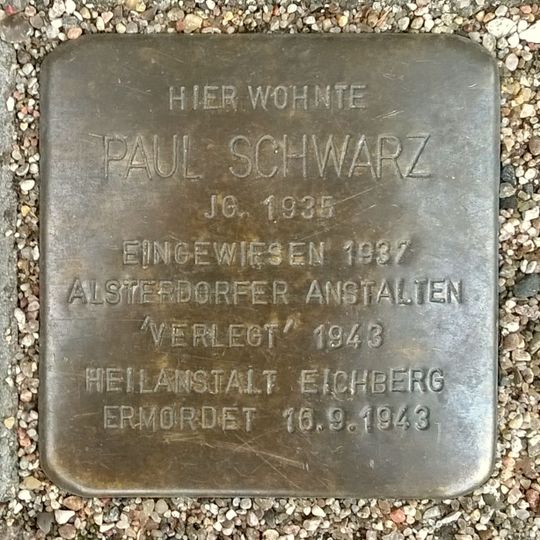 HIER WOHNTE
PAUL SCHWARZ
JG. 1935
EINGEWIESEN 1937
ALSTERDORFER ANSTALTEN
"VERLEGT" 1943
HEILANSTALT EICHBERG
ERMORDET 16.9.1943